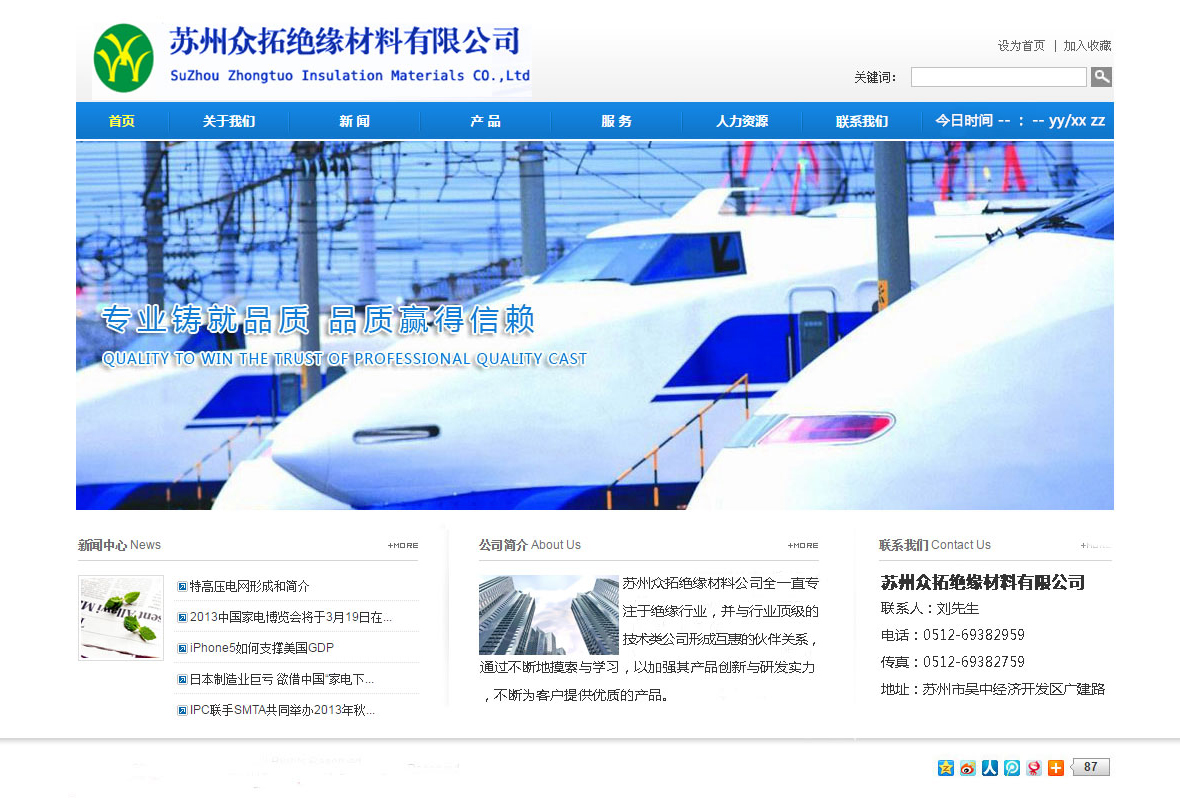 苏州众拓绝缘材料有限公司
SuZhou Zhongtuo Insulation Materials CO.,Ltd
设为首页 | 加入收藏
关键词：
首页 关于我们 新 闻 产 品 服 务 人力资源 联系我们 今日时间 -- : -- yy/xx zz
专业铸就品质 品质赢得信赖
QUALITY TO WIN THE TRUST OF PROFESSIONAL QUALITY CAST
新闻中心 News +MORE
特高压电网形成和简介
2013中国家电博览会将于3月19日在...
iPhone5如何支撑美国GDP
日本制造业巨亏 欲借中国"家电下...
IPC联手SMTA共同举办2013年秋...
公司简介 About Us +MORE
苏州众拓绝缘材料公司全一直专
注于绝缘行业，并与行业顶级的
技术类公司形成互惠的伙伴关系，
通过不断地摸索与学习，以加强其产品创新与研发实力
，不断为客户提供优质的产品。
联系我们 Contact Us
苏州众拓绝缘材料有限公司
联系人：刘先生
电话：0512-69382959
传真：0512-69382759
地址：苏州市吴中经济开发区广建路
87